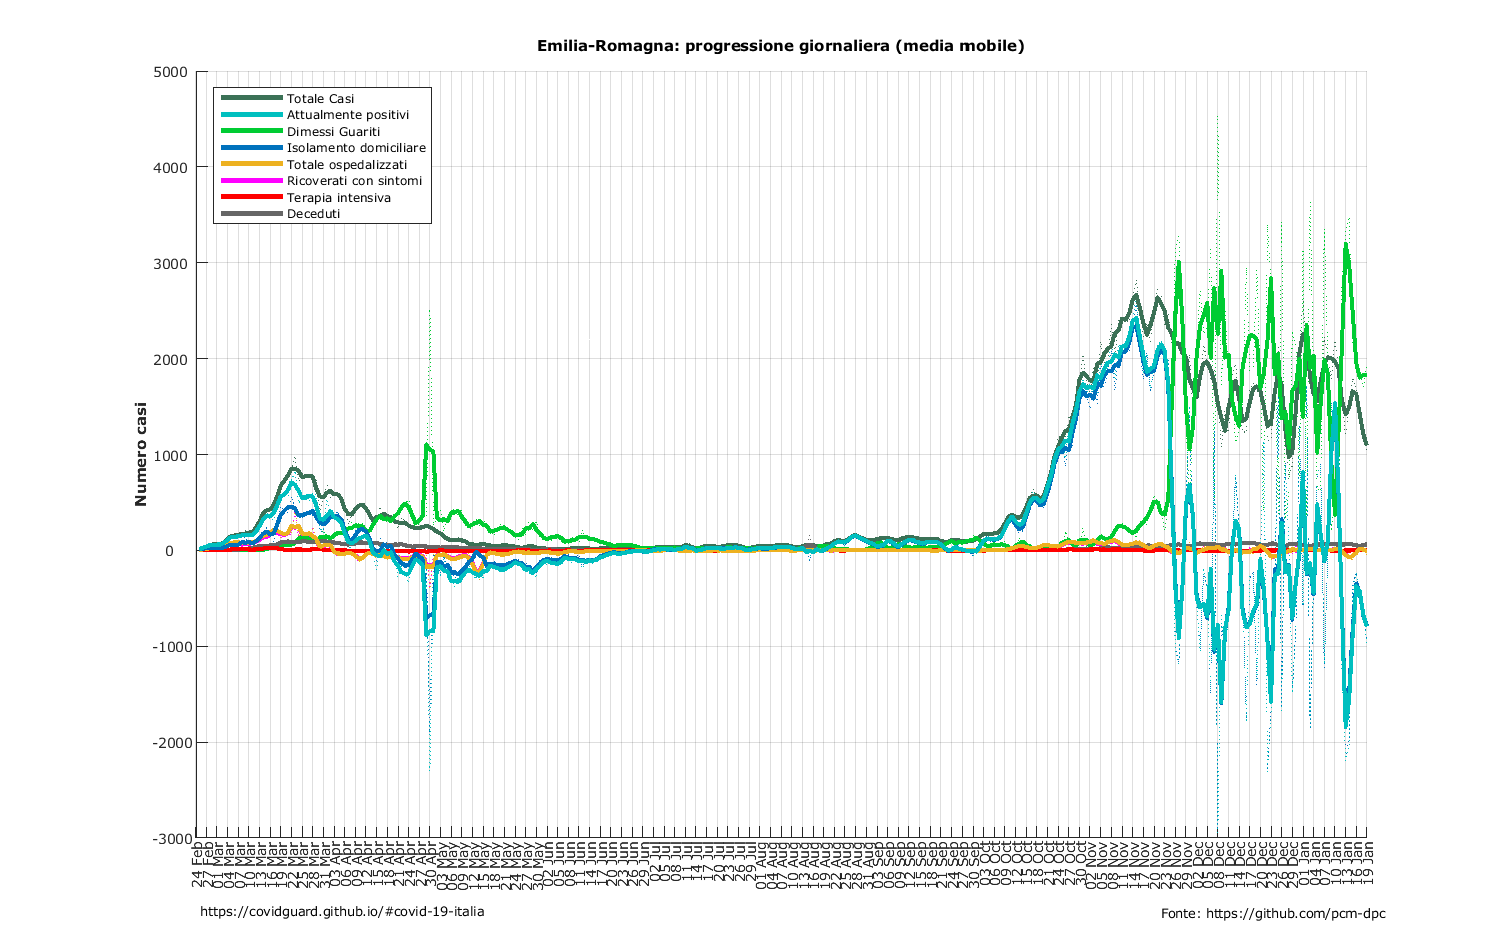 Emilia-Romagna: progressione giornaliera (media mobile)
5000
4000
3000
2000
1000
0
-1000
-2000
-3000
Numero casi
Totale Casi
Attualmente positivi
Dimessi Guariti
Isolamento domiciliare
Totale ospedalizzati
Ricoverati con sintomi
Terapia intensiva
Deceduti
24 Feb
27 Feb
01 Mar
04 Mar
07 Mar
10 Mar
13 Mar
16 Mar
19 Mar
22 Mar
25 Mar
28 Mar
31 Mar
03 Apr
06 Apr
09 Apr
12 Apr
15 Apr
18 Apr
21 Apr
24 Apr
27 Apr
30 Apr
03 May
06 May
09 May
12 May
15 May
18 May
21 May
24 May
27 May
30 May
02 Jun
05 Jun
08 Jun
11 Jun
14 Jun
17 Jun
20 Jun
23 Jun
26 Jun
29 Jun
02 Jul
05 Jul
08 Jul
11 Jul
14 Jul
17 Jul
20 Jul
23 Jul
26 Jul
29 Jul
01 Aug
04 Aug
07 Aug
10 Aug
13 Aug
16 Aug
19 Aug
22 Aug
25 Aug
28 Aug
31 Aug
03 Sep
06 Sep
09 Sep
12 Sep
15 Sep
18 Sep
21 Sep
24 Sep
27 Sep
30 Sep
03 Oct
06 Oct
09 Oct
12 Oct
15 Oct
18 Oct
21 Oct
24 Oct
27 Oct
30 Oct
02 Nov
05 Nov
08 Nov
11 Nov
14 Nov
17 Nov
20 Nov
23 Nov
26 Nov
29 Nov
02 Dec
05 Dec
08 Dec
11 Dec
14 Dec
17 Dec
20 Dec
23 Dec
26 Dec
29 Dec
01 Jan
04 Jan
07 Jan
10 Jan
13 Jan
16 Jan
19 Jan
https://covidguard.github.io/#covid-19-italia
Fonte: https://github.com/pcm-dpc